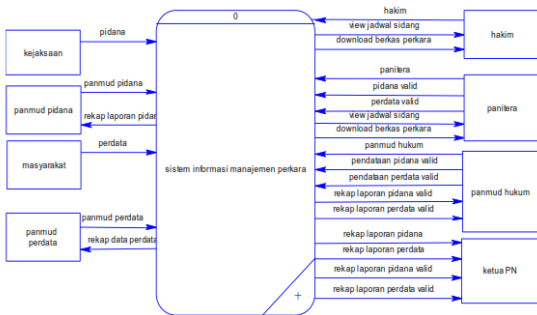 0
kejaksaan
pidana
panmud pidana
panmud pidana
rekap laporan pidana
masyarakat
perdata
panmud
perdata
panmud perdata
rekap data perdata
sistem informasi manajemen perkara
hakim
view jadwal sidang
download berkas perkara
hakim
panitera
pidana valid
perdata valid
view jadwal sidang
download berkas perkara
panitera
panmud hukum
pendataan pidana valid
pendataan perdata valid
rekap laporan pidana valid
rekap laporan perdata valid
panmud hukum
rekap laporan pidana
rekap laporan perdata
rekap laporan pidana valid
rekap laporan perdata valid
ketua PN
+